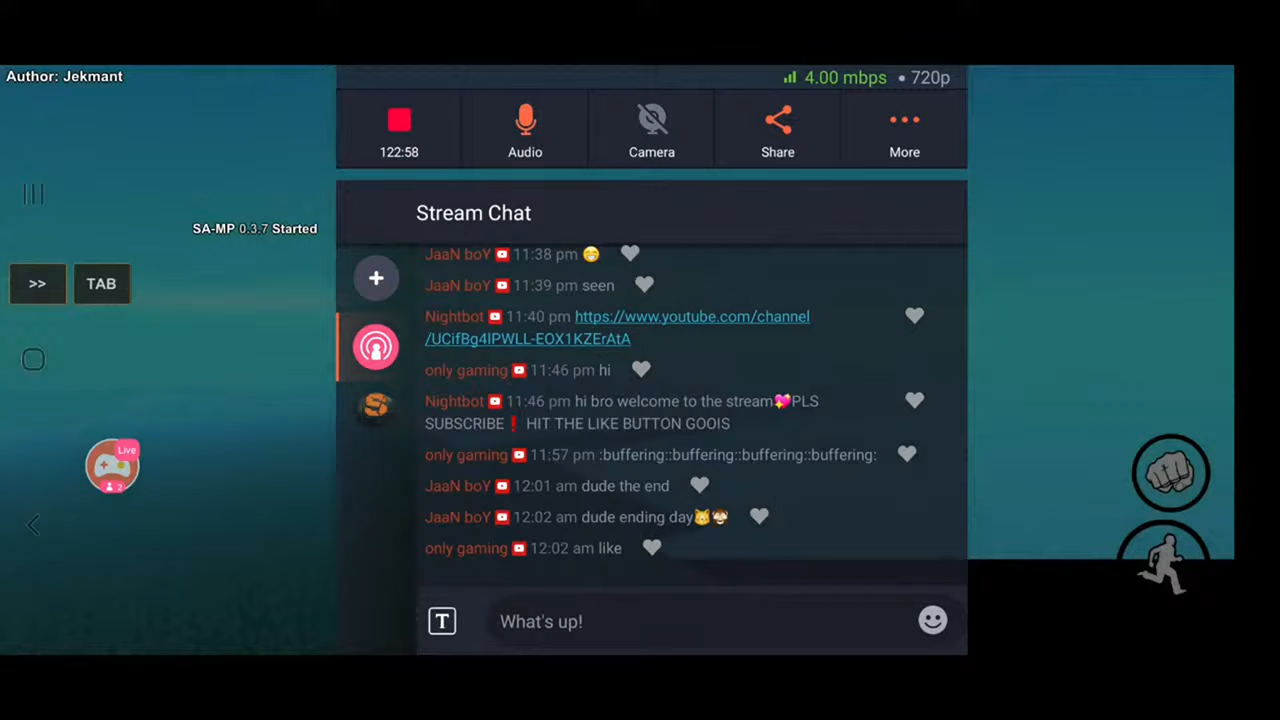 Author: Jekmant
4.00 mbps • 720p
122:58
Audio
Camera
Share
More
Stream Chat
SA-MP 0.3.7 Started
>>
TAB
JaaN boY 11:38 pm 😁
JaaN boY 11:39 pm seen
Nightbot 11:40 pm https://www.youtube.com/channel
/UCifBg4lPWLL-EOX1KZErAtA
only gaming 11:46 pm hi
Nightbot 11:46 pm hi bro welcome to the stream💖PLS
SUBSCRIBE❗ HIT THE LIKE BUTTON GOOIS
only gaming 11:57 pm :buffering::buffering::buffering::buffering:
Live
2
JaaN boY 12:01 am dude the end
JaaN boY 12:02 am dude ending day😼🐮
only gaming 12:02 am like
T
What's up!